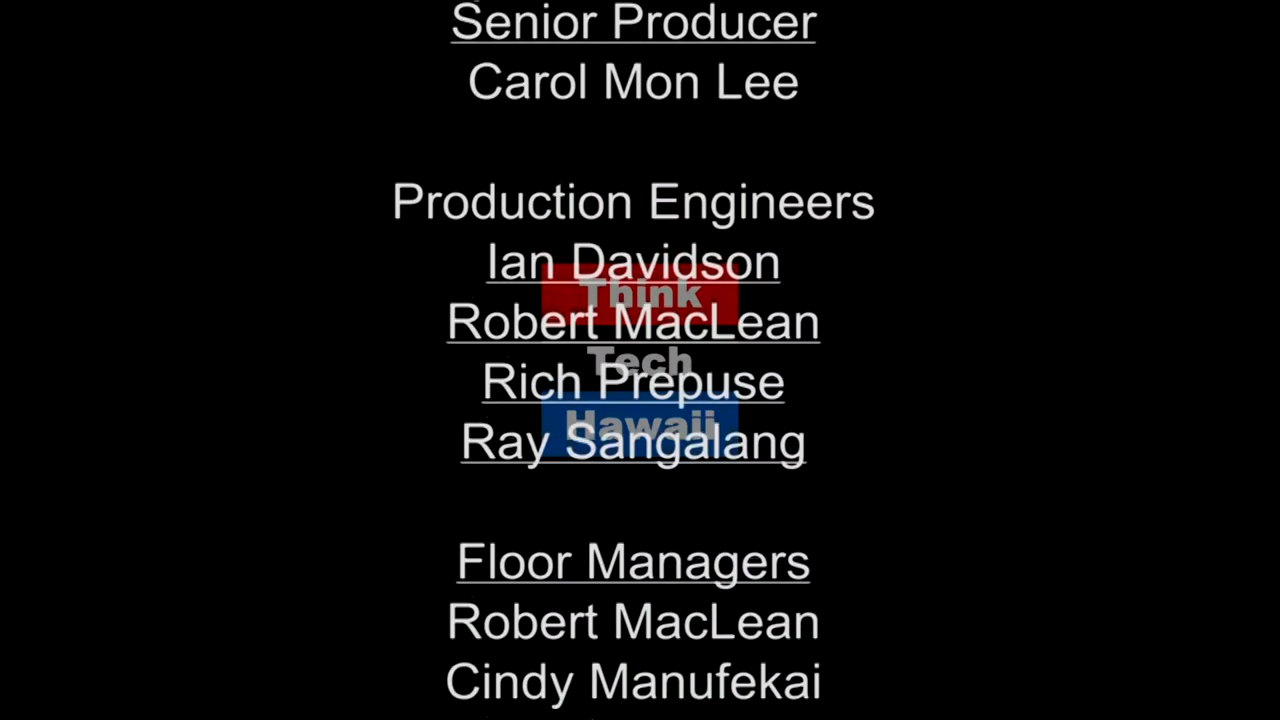 Senior Producer
Carol Mon Lee
Production Engineers
Ian Davidson
Think
Robert MacLean
Tech
Rich Prepuse
Hawaii
Ray Sangalang
Floor Managers
Robert MacLean
Cindy Manufekai